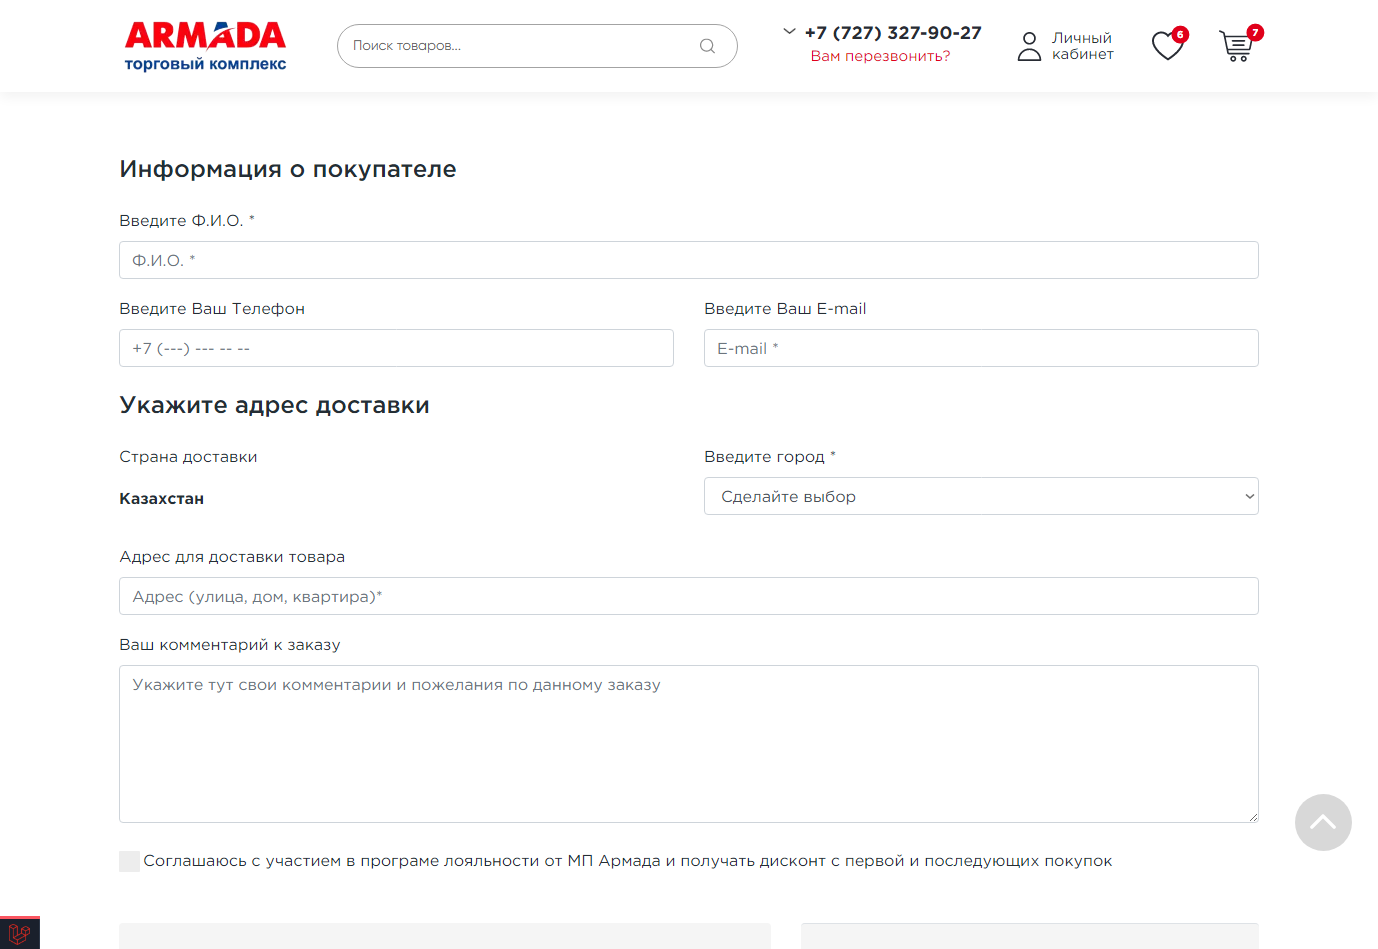 ARMADA
торговый комплекс
Поиск товаров...
+7 (727) 327-90-27
Вам перезвонить?
Личный
кабинет
6
7
Информация о покупателе
Введите Ф.И.О. *
Ф.И.О. *
Введите Ваш Телефон
Введите Ваш E-mail
+7 (---) --- -- --
E-mail *
Укажите адрес доставки
Страна доставки
Введите город *
Казахстан
Сделайте выбор
Адрес для доставки товара
Адрес (улица, дом, квартира)*
Ваш комментарий к заказу
Укажите тут свои комментарии и пожелания по данному заказу
Соглашаюсь с участием в програме лояльности от МП Армада и получать дисконт с первой и последующих покупок